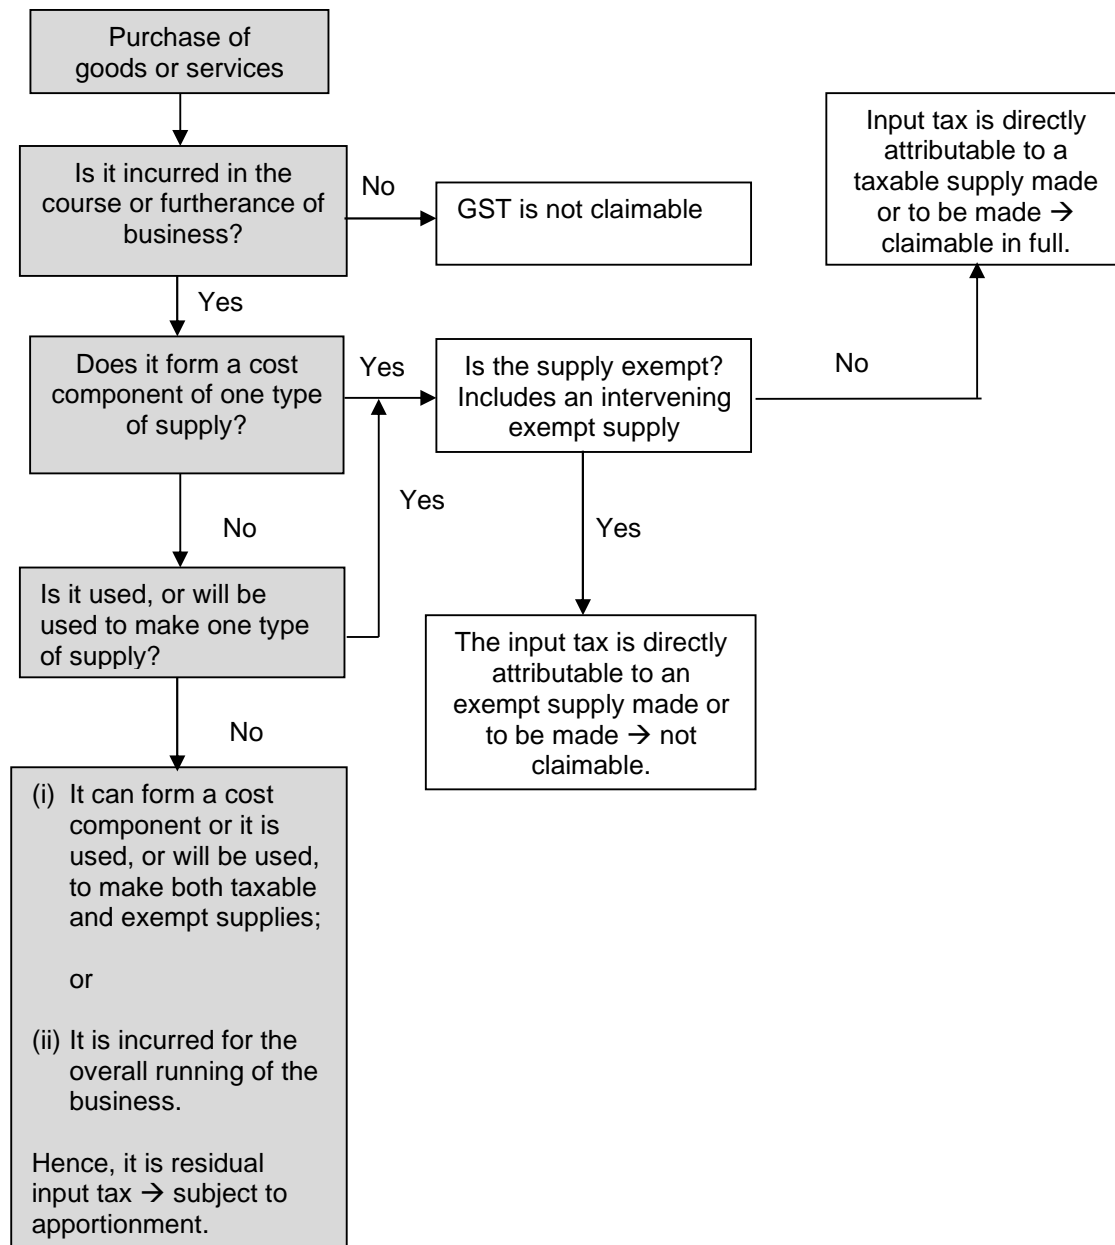 Purchase of
goods or services
Is it incurred in the
course or furtherance of
business?
No
GST is not claimable
Input tax is directly
attributable to a
taxable supply made
or to be made →
claimable in full.
Yes
Does it form a cost
component of one type
of supply?
Yes
Is the supply exempt?
Includes an intervening
exempt supply
No
Yes
No
Yes
Is it used, or will be
used to make one type
of supply?
The input tax is directly
attributable to an
exempt supply made or
to be made → not
claimable.
No
(i) It can form a cost
component or it is
used, or will be used,
to make both taxable
and exempt supplies;
or
(ii) It is incurred for the
overall running of the
business.
Hence, it is residual
input tax → subject to
apportionment.